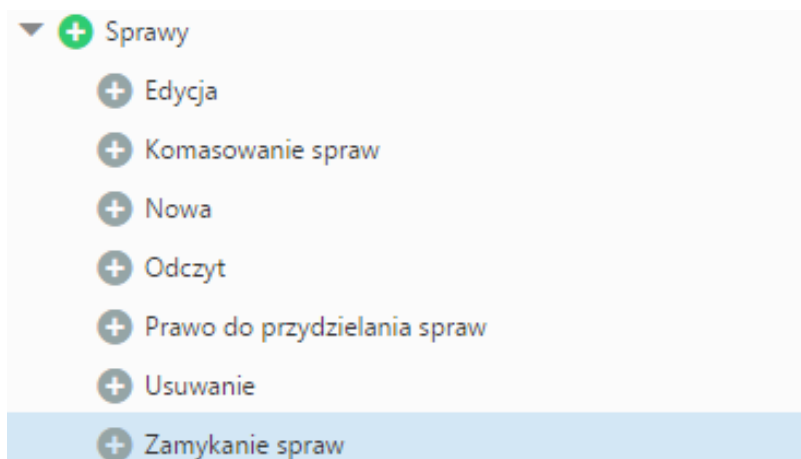 Sprawy
Edycja
Komasowanie spraw
Nowa
Odczyt
Prawo do przydzielania spraw
Usuwanie
Zamykanie spraw